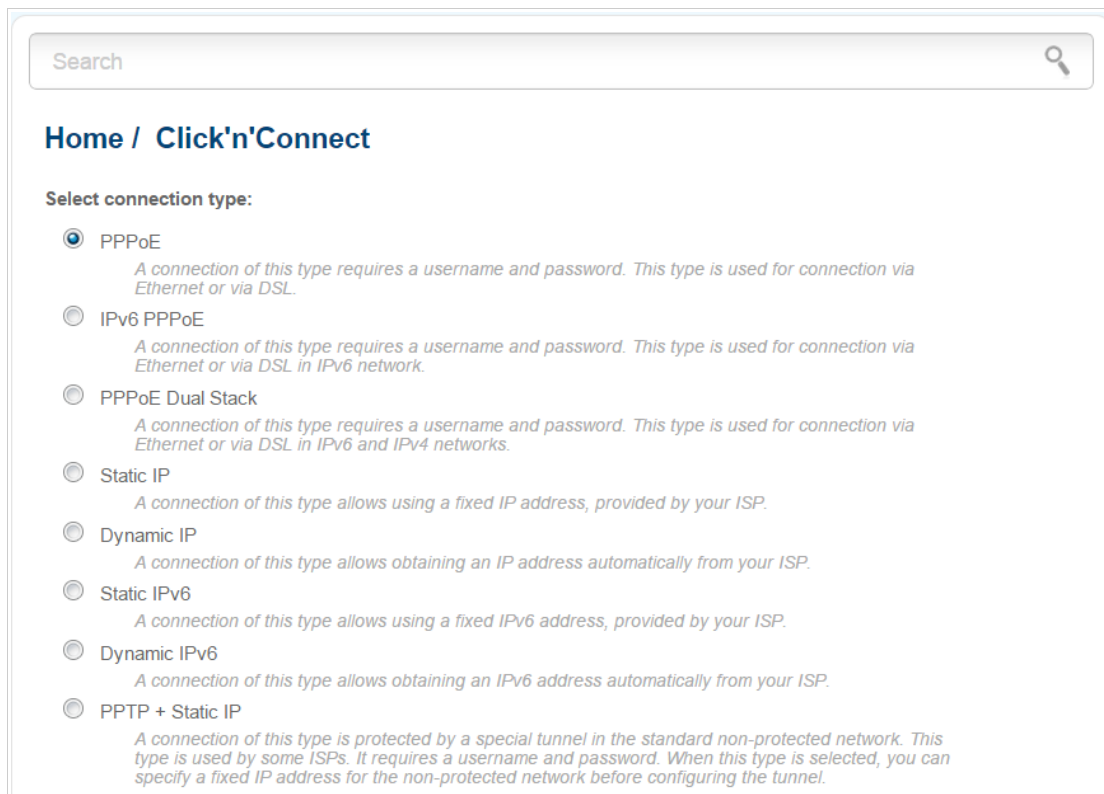 Search
Home / Click'n'Connect
Select connection type:
PPPoE
A connection of this type requires a username and password. This type is used for connection via
Ethernet or via DSL.
IPv6 PPPoE
A connection of this type requires a username and password. This type is used for connection via
Ethernet or via DSL in IPv6 network.
PPPoE Dual Stack
A connection of this type requires a username and password. This type is used for connection via
Ethernet or via DSL in IPv6 and IPv4 networks.
Static IP
A connection of this type allows using a fixed IP address, provided by your ISP.
Dynamic IP
A connection of this type allows obtaining an IP address automatically from your ISP.
Static IPv6
A connection of this type allows using a fixed IPv6 address, provided by your ISP.
Dynamic IPv6
A connection of this type allows obtaining an IPv6 address automatically from your ISP.
PPTP + Static IP
A connection of this type is protected by a special tunnel in the standard non-protected network. This
type is used by some ISPs. It requires a username and password. When this type is selected, you can
specify a fixed IP address for the non-protected network before configuring the tunnel.